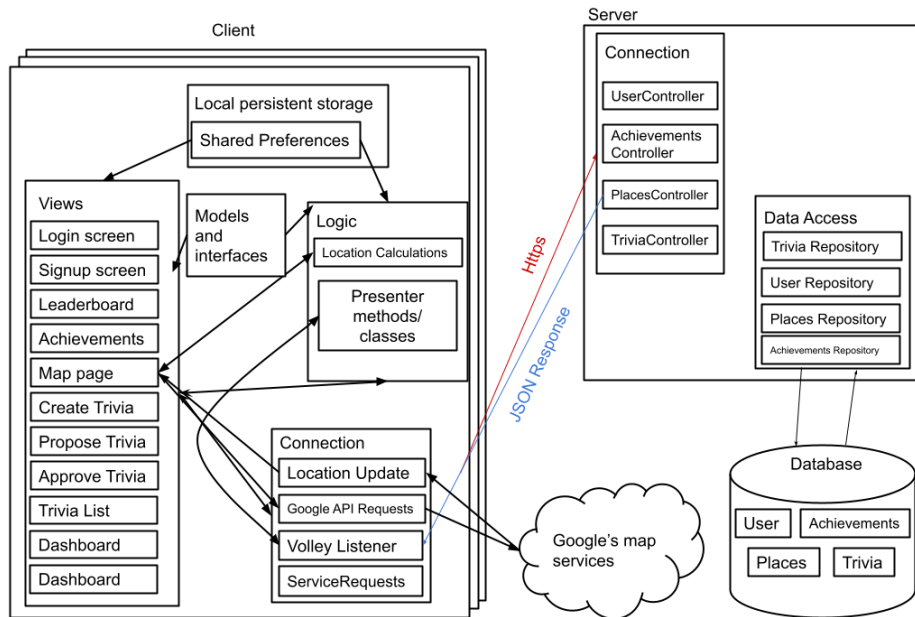 Client
Local persistent storage
Shared Preferences
Views
Login screen
Signup screen
Leaderboard
Achievements
Map page
Create Trivia
Propose Trivia
Approve Trivia
Trivia List
Dashboard
Dashboard
Models and
interfaces
Logic
Location Calculations
Presenter
methods/
classes
Connection
Location Update
Google API Requests
Volley Listener
ServiceRequests
Https
JSON Response
Google's map
services
Server
Connection
UserController
Achievements
Controller
PlacesController
TriviaController
Data Access
Trivia Repository
User Repository
Places Repository
Achievements Repository
Database
User
Achievements
Places
Trivia